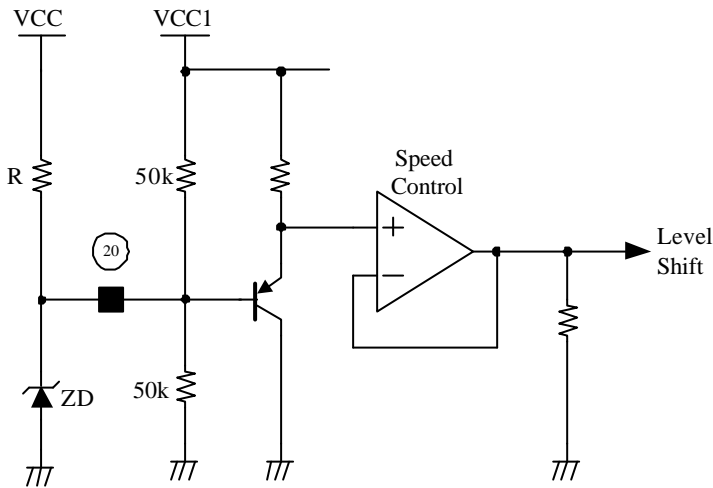 VCC
VCC1
Speed
Control
R
50k
+
−
Level
Shift
20
ZD
50k